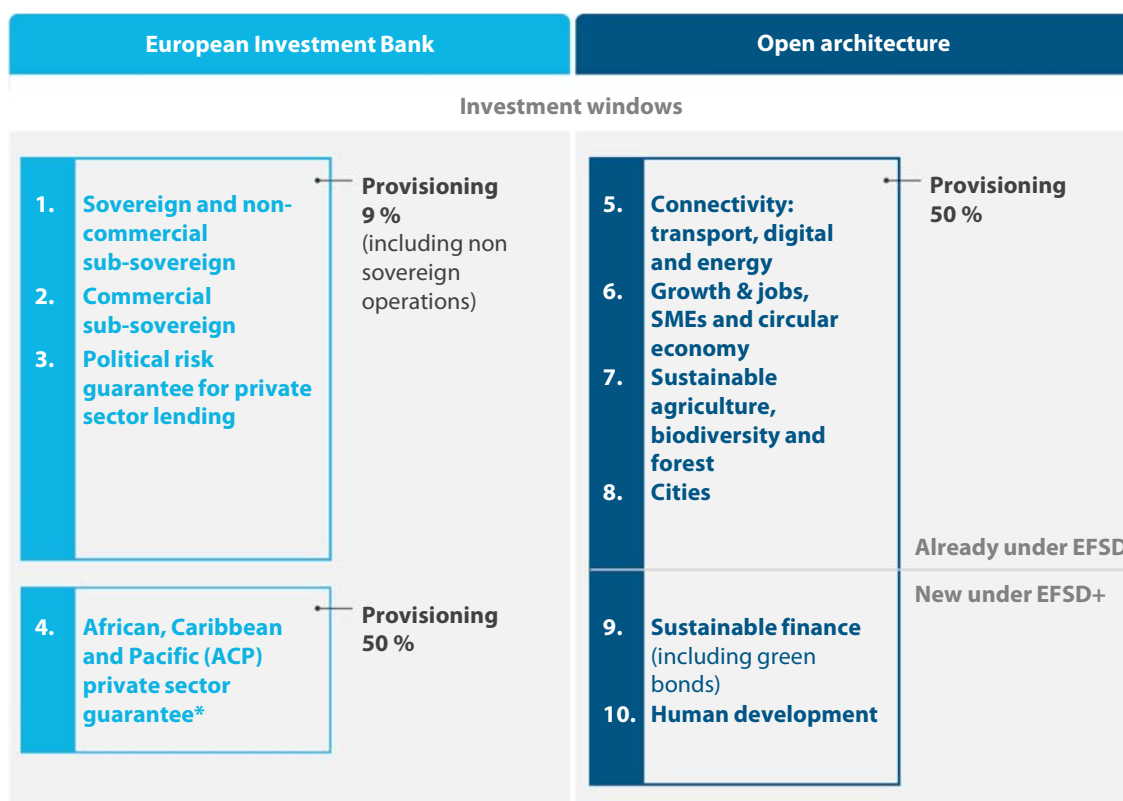 European Investment Bank
Open architecture
Investment windows
1. Sovereign and non-
commercial
sub-sovereign
2. Commercial
sub-sovereign
3. Political risk
guarantee for private
sector lending
Provisioning
9 %
(including non
sovereign
operations)
4. African, Caribbean
and Pacific (ACP)
private sector
guarantee*
Provisioning
50 %
5. Connectivity:
transport, digital
and energy
6. Growth & jobs,
SMEs and circular
economy
7. Sustainable
agriculture,
biodiversity and
forest
8. Cities
Provisioning
50 %
Already under EFSD
New under EFSD+
9. Sustainable finance
(including green
bonds)
10. Human development